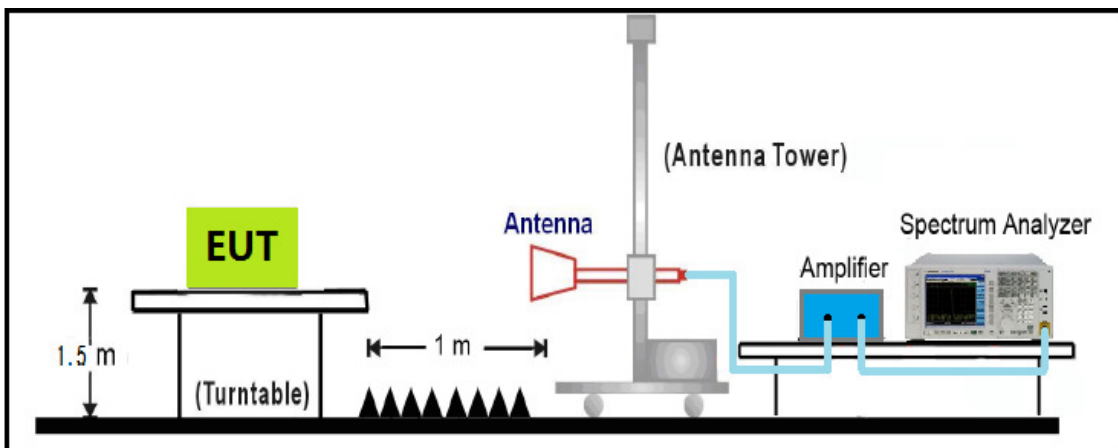 (Antenna Tower)
Antenna
Spectrum Analyzer
EUT
Amplifier
1.5 m
1 m
(Turntable)